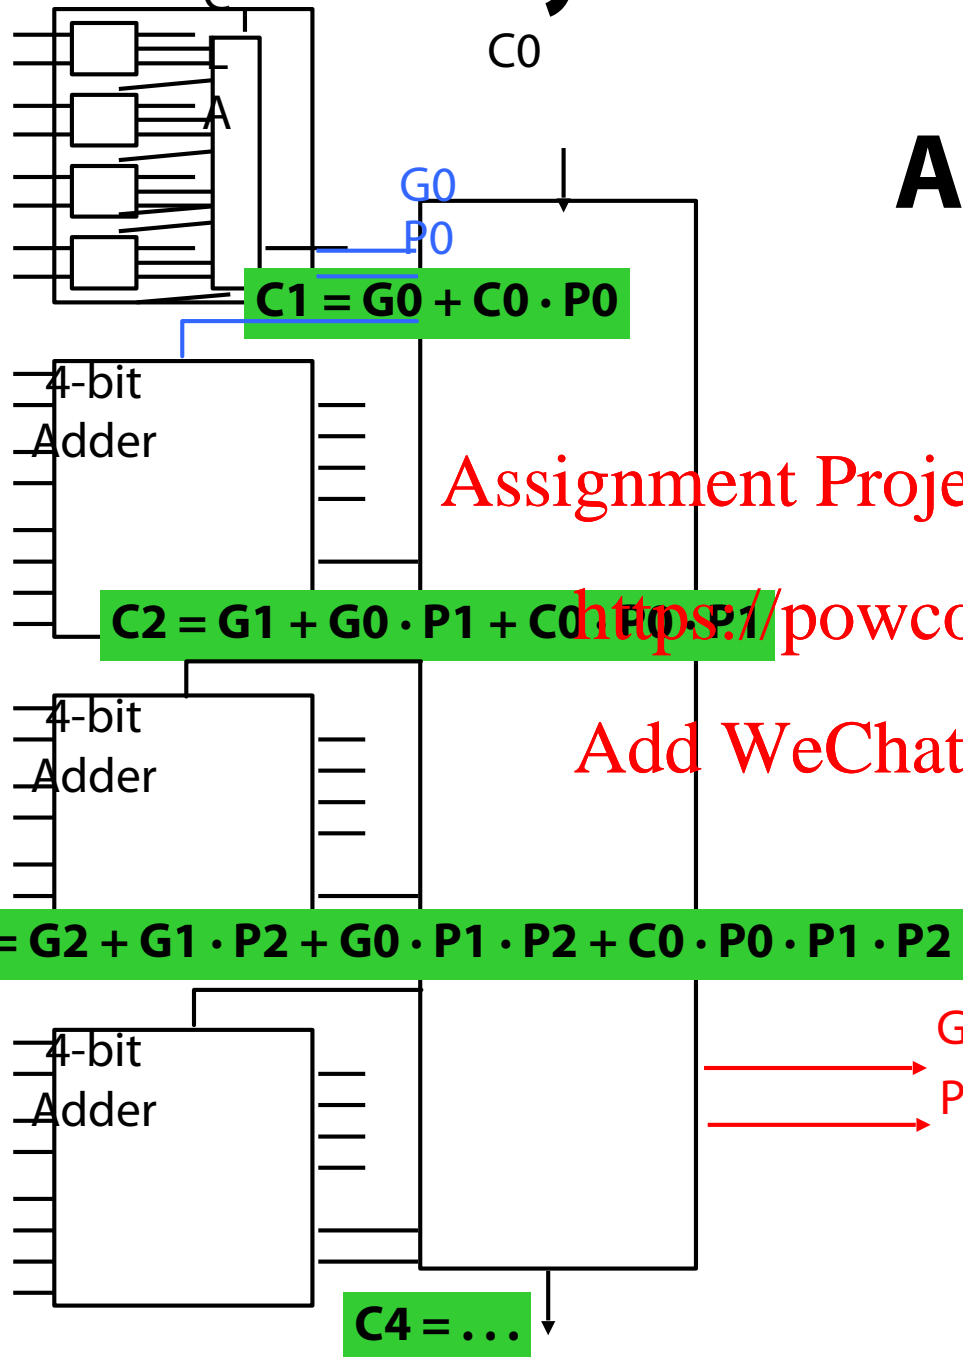 C
C0
L
A
A
G0
P0
C1 = G0 + C0 · P0
4-bit
Adder
Assignment Proje
C2 = G1 + G0 · P1 + C0 · P0 · P1
https://powco
4-bit
Adder
Add WeChat
= G2 + G1 · P2 + G0 · P1 · P2 + C0 · P0 · P1 · P2
G
4-bit
P
Adder
C4 = . . .